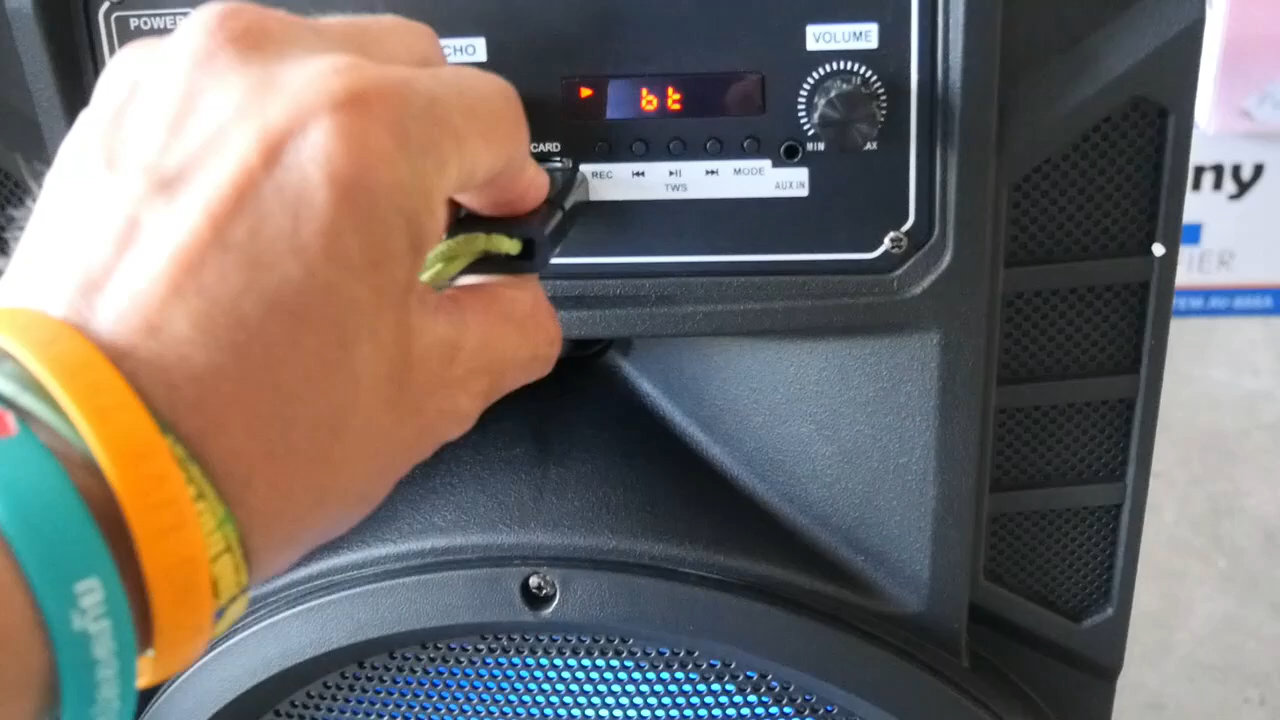 POWER
CHO
VOLUME
bt
CARD
MIN
AX
REC
MODE
TWS
AUX IN
ny
IER